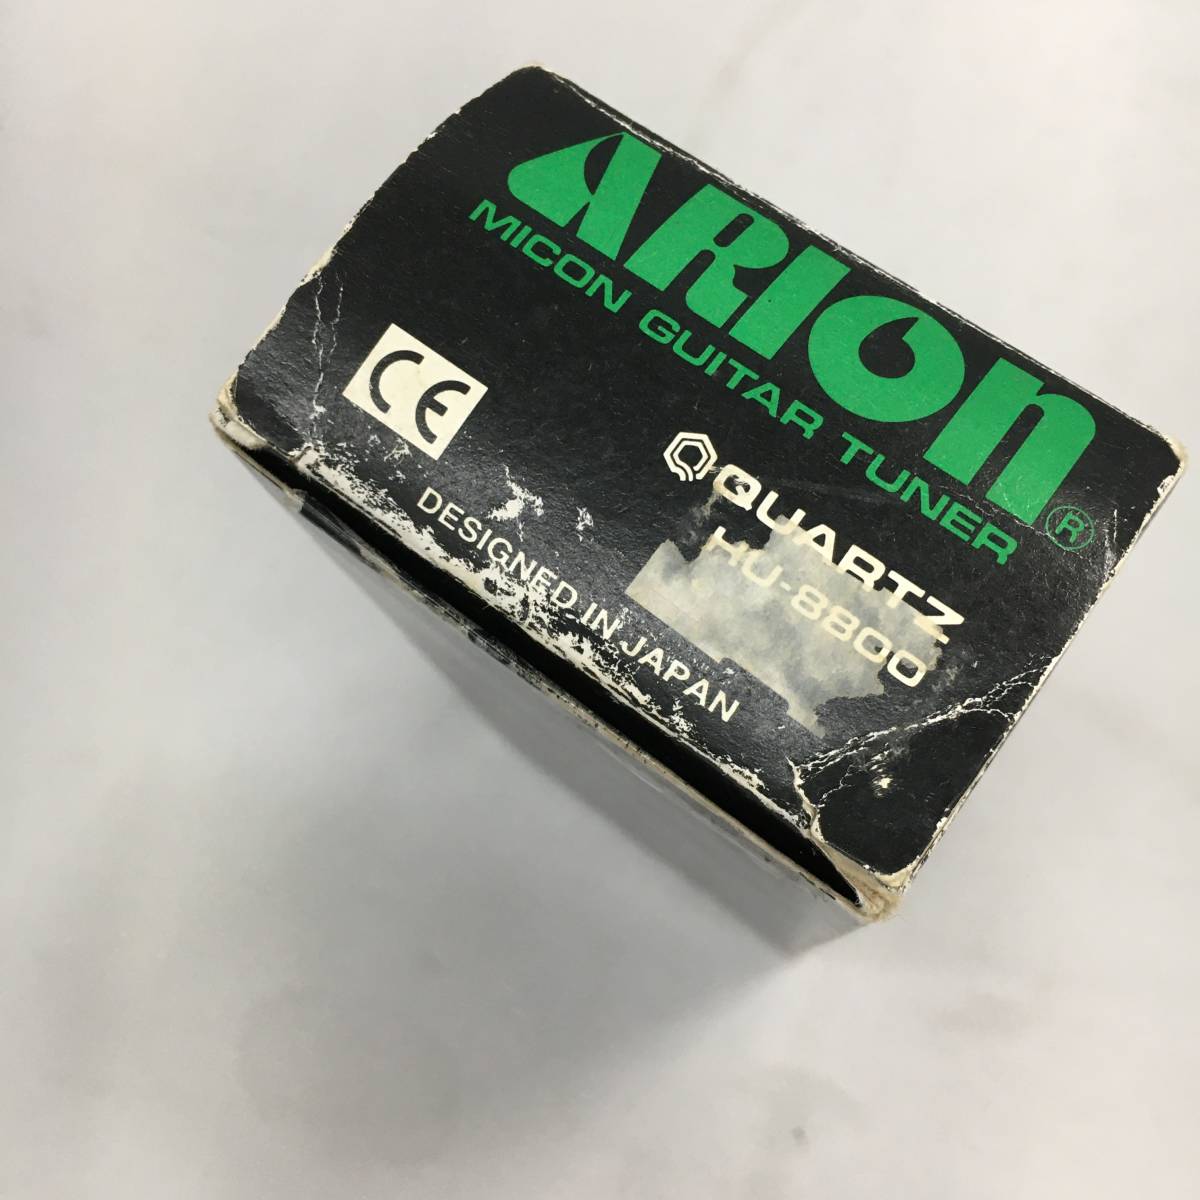 ARION®
MICON GUITAR TUNER
CE
QUARTZ
HU-8800
DESIGNED IN JAPAN